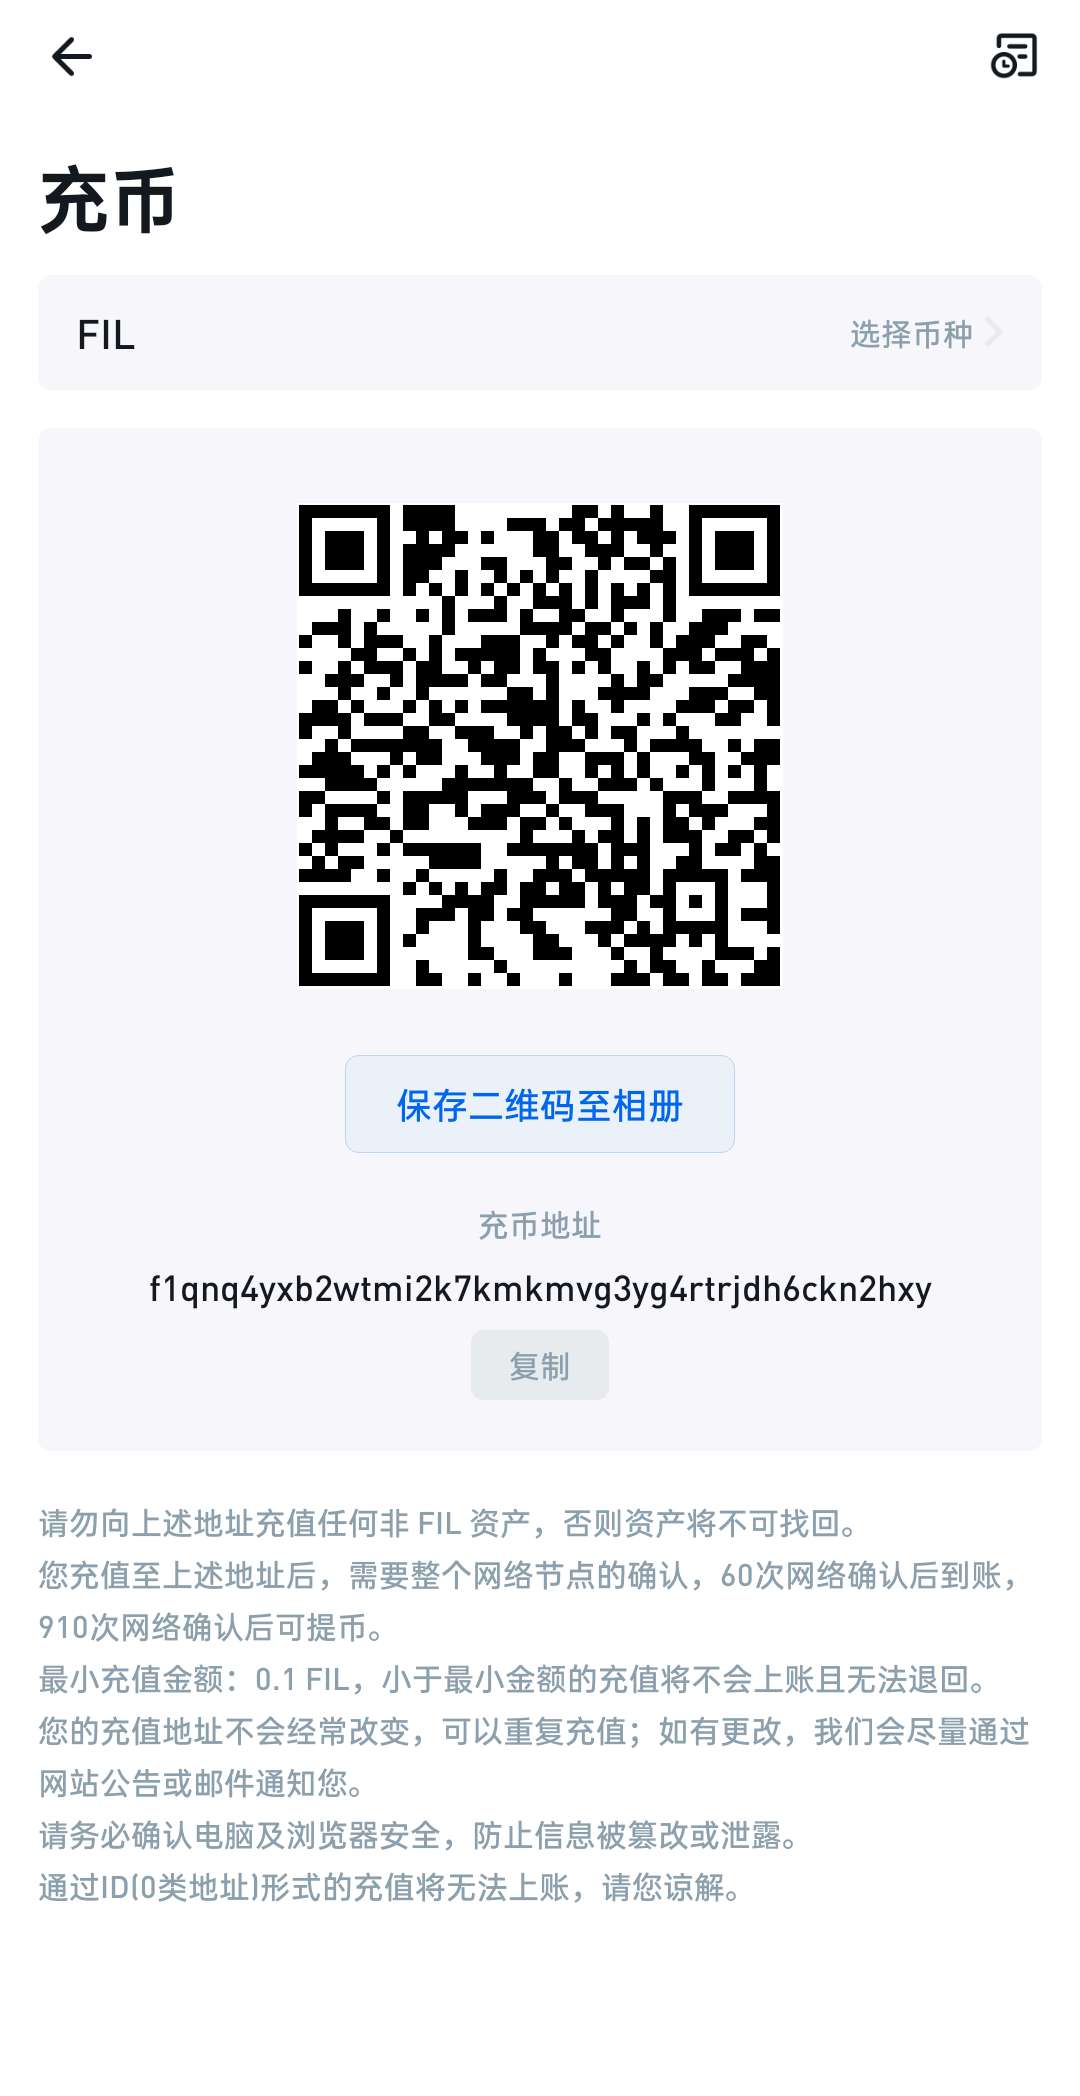 充币
FIL
选择币种
保存二维码至相册
充币地址
f1qnq4yxb2wtmi2k7kmkmvg3yg4rtrjdh6ckn2hxy
复制
请勿向上述地址充值任何非 FIL 资产，否则资产将不可找回。
您充值至上述地址后，需要整个网络节点的确认，60次网络确认后到账，
910次网络确认后可提币。
最小充值金额：0.1 FIL，小于最小金额的充值将不会上账且无法退回。
您的充值地址不会经常改变，可以重复充值；如有更改，我们会尽量通过
网站公告或邮件通知您。
请务必确认电脑及浏览器安全，防止信息被篡改或泄露。
通过ID(0类地址)形式的充值将无法上账，请您谅解。